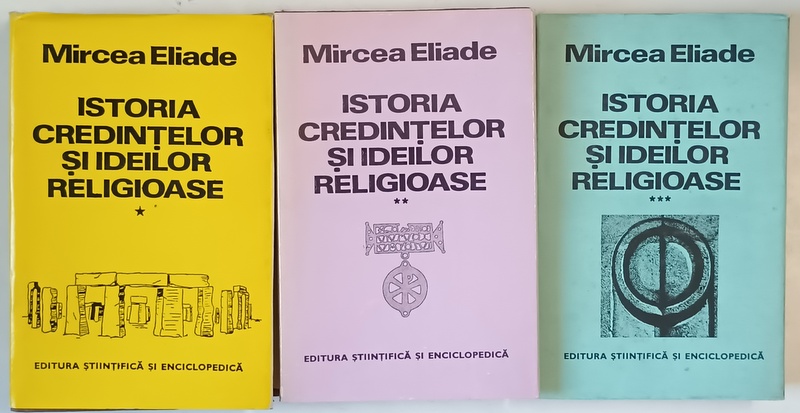 Mircea Eliade
ISTORIA
CREDINȚELOR
ȘI IDEILOR
RELIGIOASE
*
EDITURA ȘTIINȚIFICĂ ȘI ENCICLOPEDICĂ
Mircea Eliade
ISTORIA
CREDINȚELOR
ȘI IDEILOR
RELIGIOASE
**
EDITURA ȘTIINȚIFICĂ ȘI ENCICLOPEDICĂ
Mircea Eliade
ISTORIA
CREDINȚELOR
ȘI IDEILOR
RELIGIOASE
***
EDITURA ȘTIINȚIFICĂ ȘI ENCICLOPEDICĂ